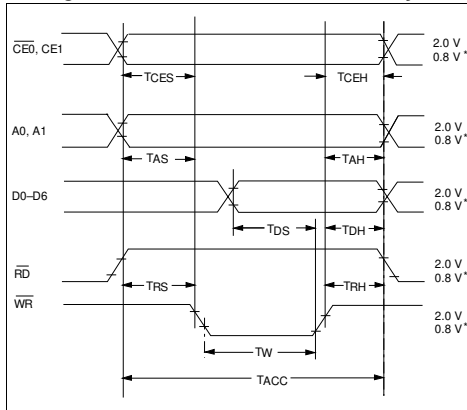 CE0, CE1
2.0 V
0.8 V*
TCES
TCEH
A0, A1
2.0 V
0.8 V*
TAS
TAH
D0–D6
2.0 V
0.8 V*
TDS
TDH
RD
2.0 V
0.8 V*
TRS
TRH
WR
2.0 V
0.8 V*
TW
TACC